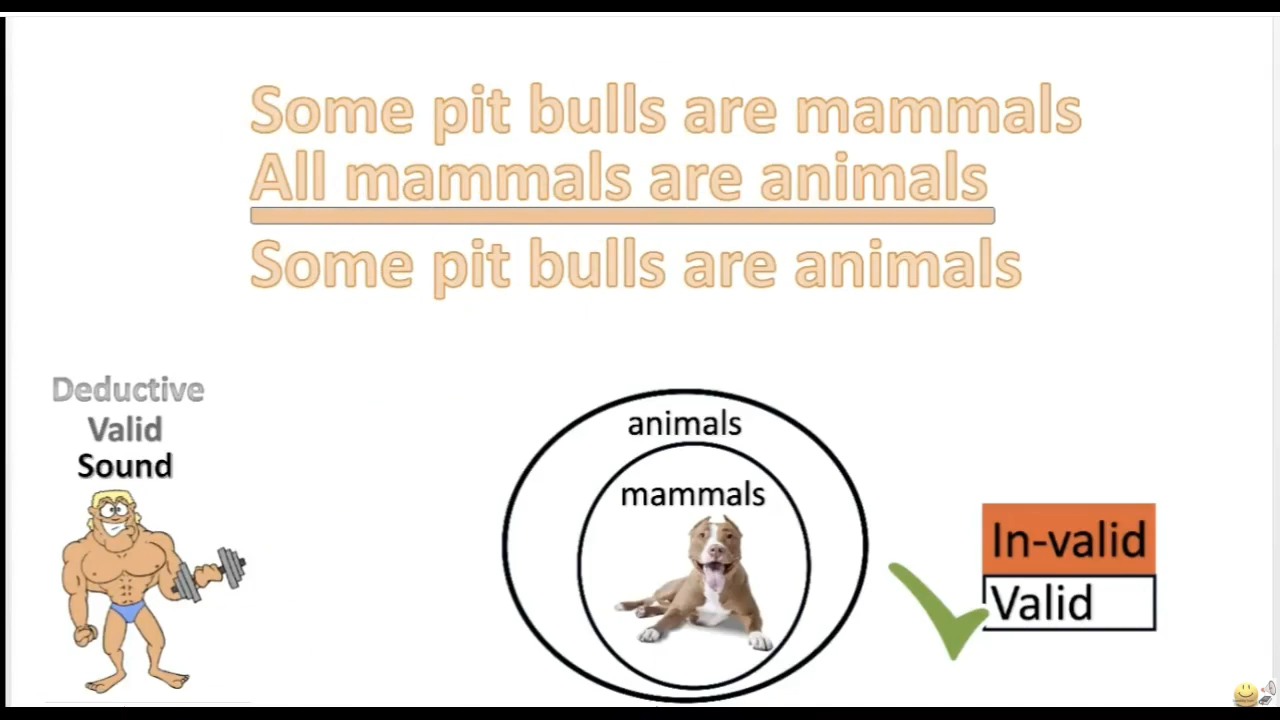 Some pit bulls are mammals
All mammals are animals
Some pit bulls are animals
Deductive
Valid
Sound
animals
mammals
In-valid
Valid